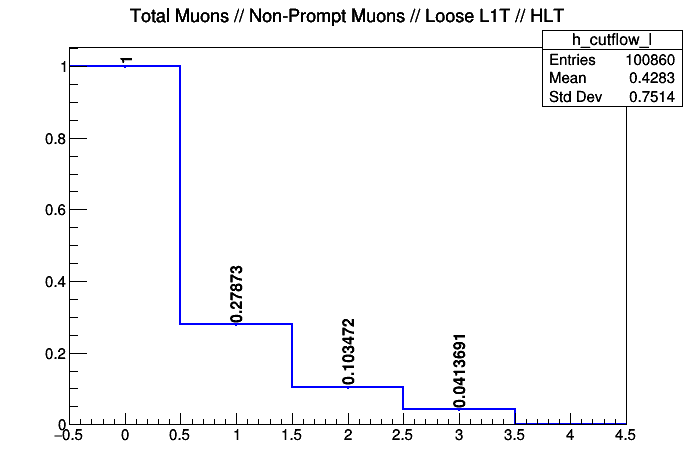 Total Muons // Non-Prompt Muons // Loose L1T // HLT
h_cutflow_l
Entries 100860
Mean 0.4283
Std Dev 0.7514
1
0.27873
0.103472
0.0413691
1
0.8
0.6
0.4
0.2
0
−0.5 0 0.5 1 1.5 2 2.5 3 3.5 4 4.5